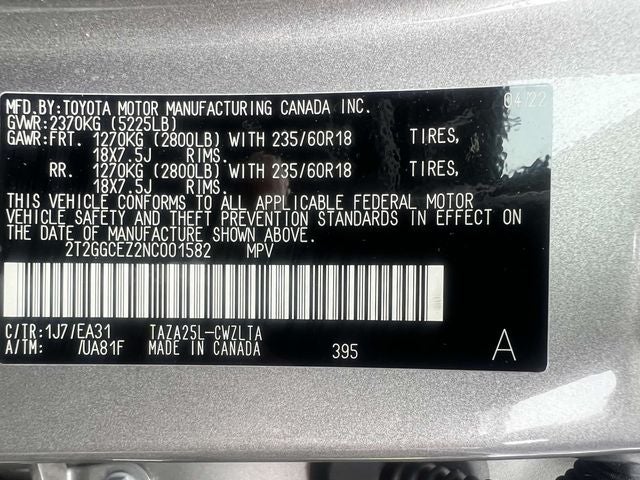 MFD.BY:TOYOTA MOTOR MANUFACTURING CANADA INC. 04/22
GVWR:2370KG (5225LB)
GAWR:FRT. 1270KG (2800LB) WITH 235/60R18 TIRES,
18X7.5J RIMS.
RR. 1270KG (2800LB) WITH 235/60R18 TIRES,
18X7.5J RIMS.
THIS VEHICLE CONFORMS TO ALL APPLICABLE FEDERAL MOTOR
VEHICLE SAFETY AND THEFT PREVENTION STANDARDS IN EFFECT ON
THE DATE OF MANUFACTURE SHOWN ABOVE.
2T2GGCEZ2NC001582 MPV
C/TR:1J7/EA31 TAZA25L-CWZLTA
A/TM: /UA81F MADE IN CANADA 395 A